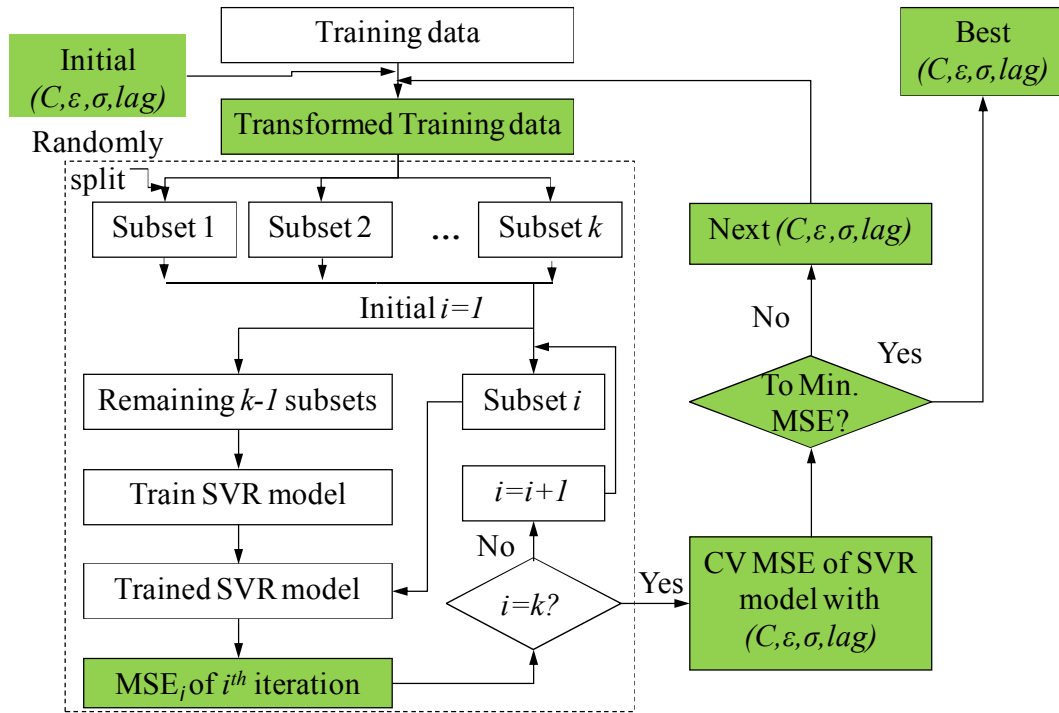 Training data
Initial
(C,ε,σ,lag)
Best
(C,ε,σ,lag)
Transformed Training data
Randomly
split
Subset 1
Subset 2
...
Subset k
Next (C,ε,σ,lag)
Initial i=1
No
Yes
Remaining k-1 subsets
Subset i
To Min.
MSE?
Train SVR model
i=i+1
No
Trained SVR model
i=k?
Yes
CV MSE of SVR
model with
(C,ε,σ,lag)
MSEi of ith iteration